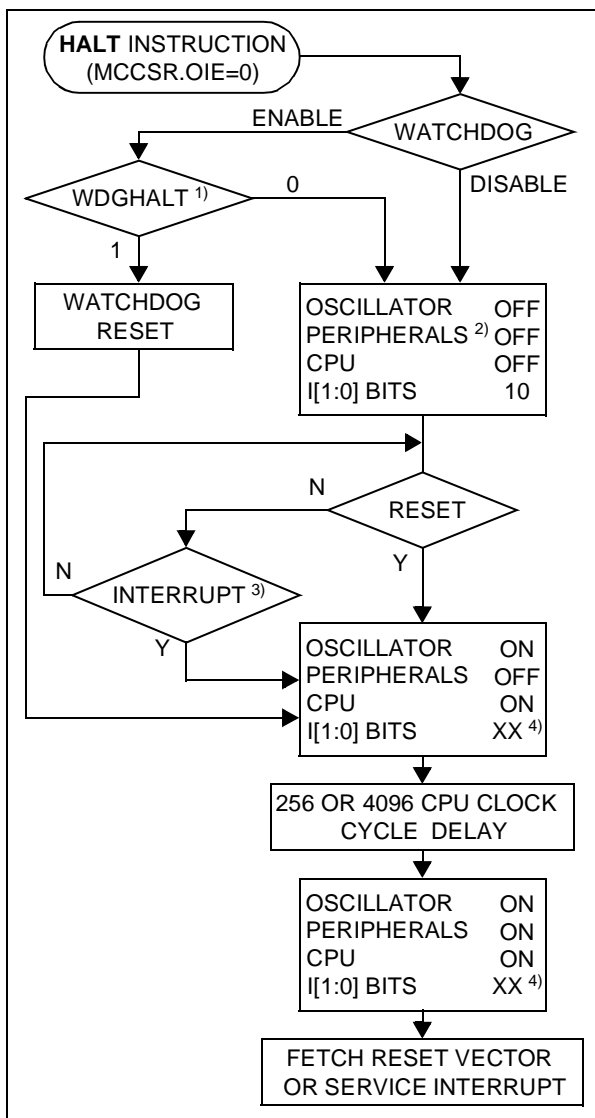 HALT INSTRUCTION
(MCCSR.OIE=0)
ENABLE
WATCHDOG
WDGHALT 1)
0
DISABLE
1
WATCHDOG
RESET
OSCILLATOR OFF
PERIPHERALS 2) OFF
CPU OFF
I[1:0] BITS 10
N
RESET
N
INTERRUPT 3)
Y
Y
OSCILLATOR ON
PERIPHERALS OFF
CPU ON
I[1:0] BITS XX 4)
256 OR 4096 CPU CLOCK
CYCLE DELAY
OSCILLATOR ON
PERIPHERALS ON
CPU ON
I[1:0] BITS XX 4)
FETCH RESET VECTOR
OR SERVICE INTERRUPT